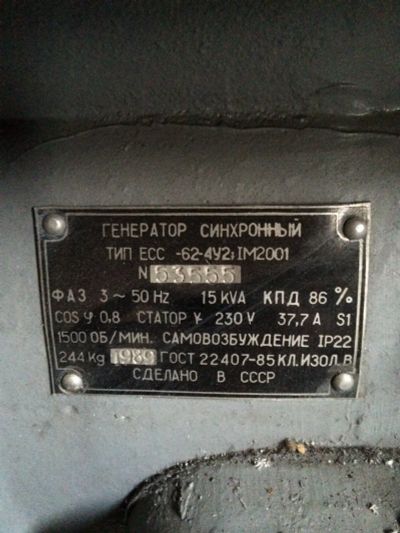 ГЕНЕРАТОР СИНХРОННЫЙ
ТИП ЕСС -62-4У2; IM2001
N 53555
ФАЗ 3~50 Hz 15 KVA КПД 86 %
COS φ 0,8 СТАТОР Y 230 V 37,7 A S1
1500 ОБ/МИН. САМОВОЗБУЖДЕНИЕ IP22
244 Kg 1989 ГОСТ 22407-85 КЛ.ИЗОЛ.В
СДЕЛАНО В СССР